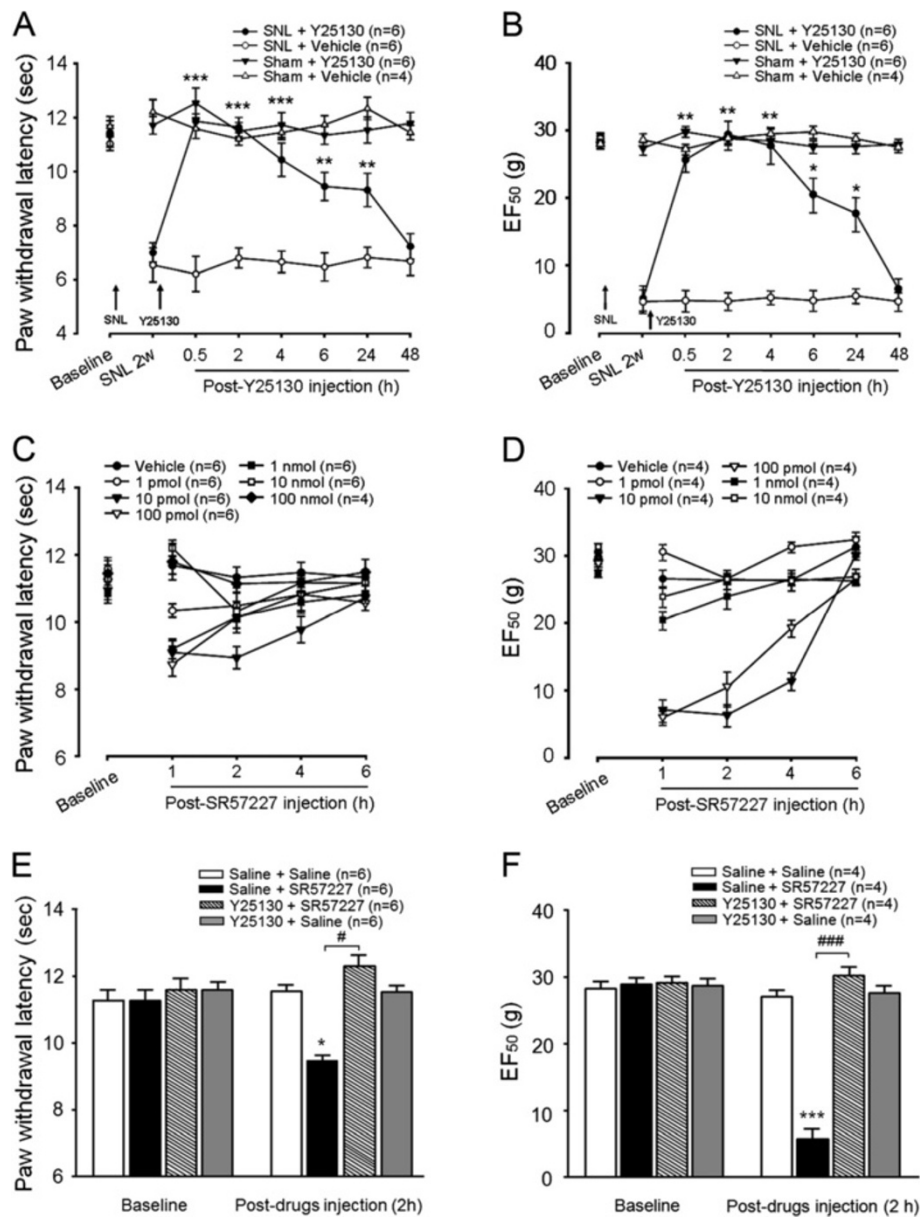 A
SNL + Y25130 (n=6)
SNL + Vehicle (n=6)
Sham + Y25130 (n=6)
Sham + Vehicle (n=4)
Paw withdrawal latency (sec)
14
12
10
8
6
4
***
***
***
**
**
SNL
Y25130
Baseline
SNL 2w
0.5
2
4
6
24
48
Post-Y25130 injection (h)
B
SNL + Y25130 (n=6)
SNL + Vehicle (n=6)
Sham + Y25130 (n=6)
Sham + Vehicle (n=4)
EF50 (g)
40
30
20
10
0
**
**
**
*
*
SNL
Y25130
Baseline
SNL 2w
0.5
2
4
6
24
48
Post-Y25130 injection (h)
C
Vehicle (n=6)
1 pmol (n=6)
10 pmol (n=6)
100 pmol (n=6)
1 nmol (n=6)
10 nmol (n=6)
100 nmol (n=4)
Paw withdrawal latency (sec)
14
12
10
8
6
Baseline
1
2
4
6
Post-SR57227 injection (h)
D
Vehicle (n=4)
1 pmol (n=4)
10 pmol (n=4)
100 pmol (n=4)
1 nmol (n=4)
10 nmol (n=4)
EF50 (g)
40
30
20
10
0
Baseline
1
2
4
6
Post-SR57227 injection (h)
E
Saline + Saline (n=6)
Saline + SR57227 (n=6)
Y25130 + SR57227 (n=6)
Y25130 + Saline (n=6)
Paw withdrawal latency (sec)
14
12
10
8
6
#
*
Baseline
Post-drugs injection (2h)
F
Saline + Saline (n=4)
Saline + SR57227 (n=4)
Y25130 + SR57227 (n=4)
Y25130 + Saline (n=4)
EF50 (g)
40
30
20
10
0
###
***
Baseline
Post-drugs injection (2 h)